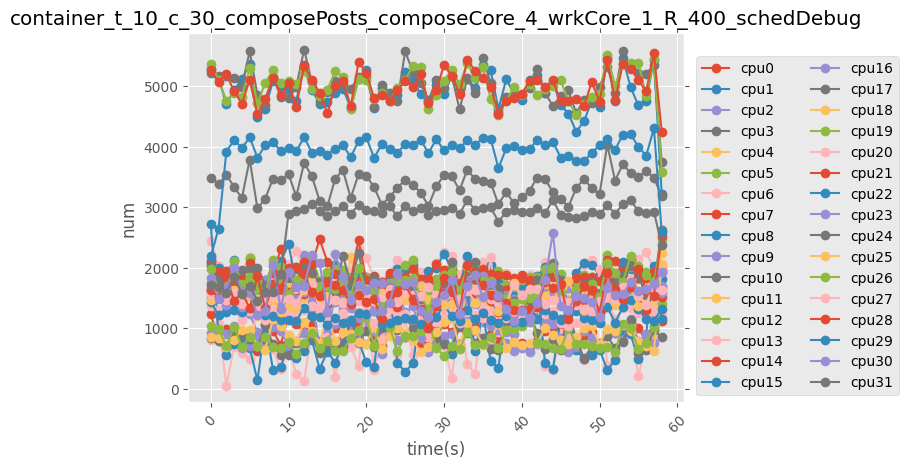 container_t_10_c_30_composePosts_composeCore_4_wrkCore_1_R_400_schedDebug
num
5000
4000
3000
2000
1000
0
0
10
20
30
40
50
60
time(s)
cpu0
cpu1
cpu2
cpu3
cpu4
cpu5
cpu6
cpu7
cpu8
cpu9
cpu10
cpu11
cpu12
cpu13
cpu14
cpu15
cpu16
cpu17
cpu18
cpu19
cpu20
cpu21
cpu22
cpu23
cpu24
cpu25
cpu26
cpu27
cpu28
cpu29
cpu30
cpu31